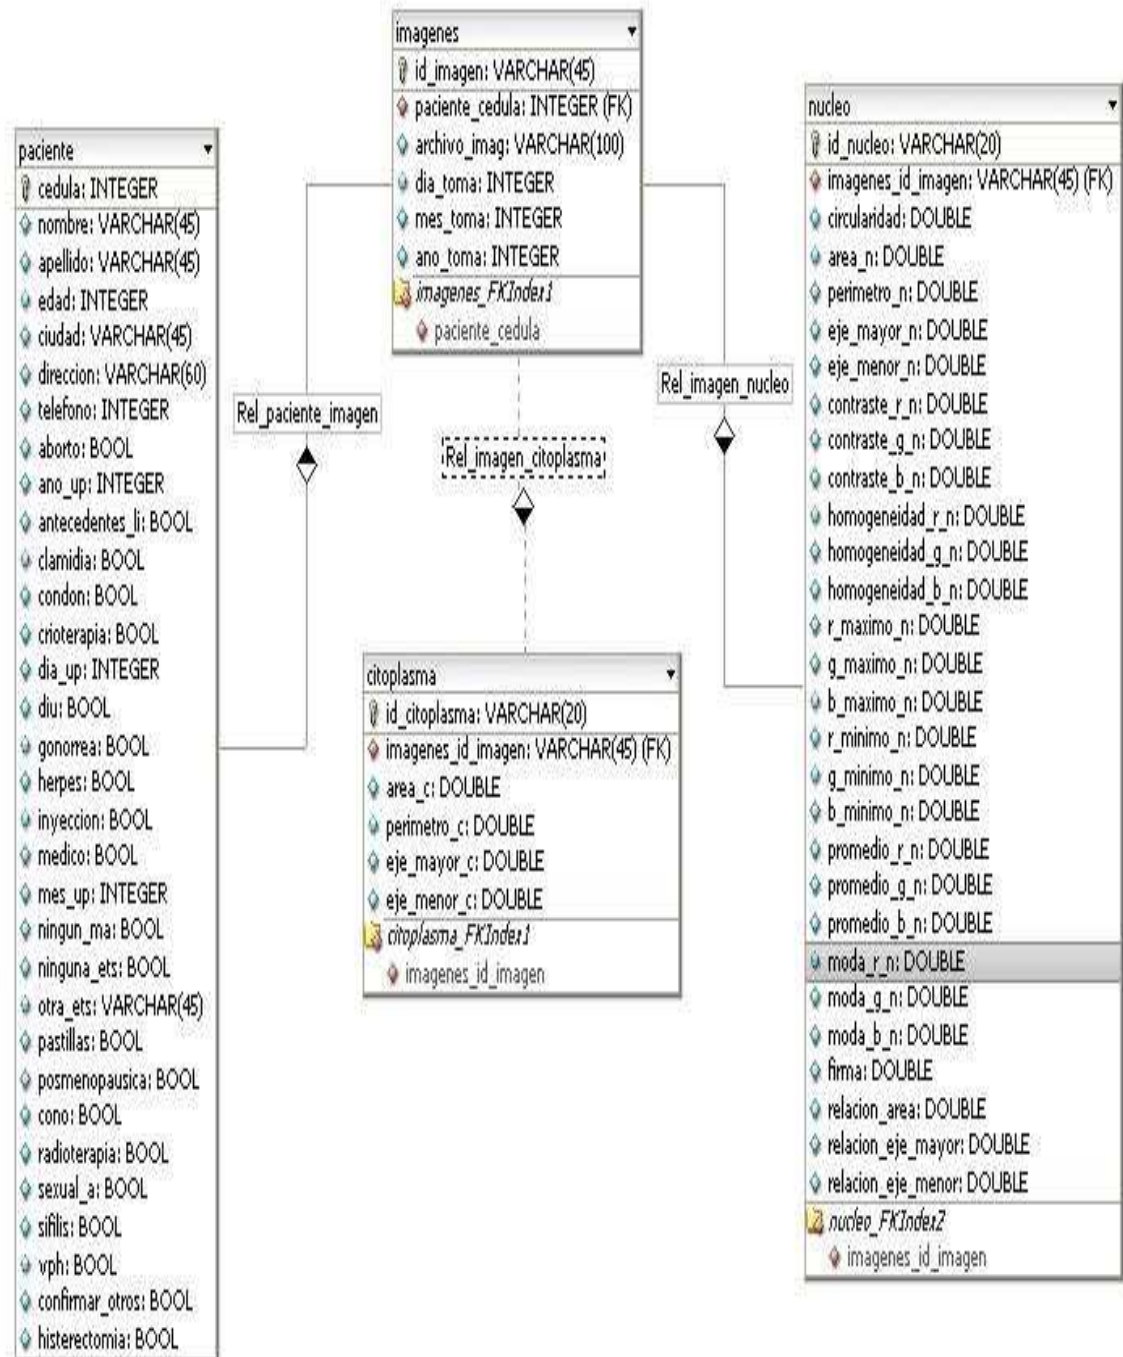 paciente
cedula: INTEGER
nombre: VARCHAR(45)
apellido: VARCHAR(45)
edad: INTEGER
ciudad: VARCHAR(45)
direccion: VARCHAR(60)
telefono: INTEGER
aborto: BOOL
ano_up: INTEGER
antecedentes_li: BOOL
clamidia: BOOL
condon: BOOL
crioterapia: BOOL
dia_up: INTEGER
diu: BOOL
gonorrea: BOOL
herpes: BOOL
inyeccion: BOOL
medico: BOOL
mes_up: INTEGER
ningun_ma: BOOL
ninguna_ets: BOOL
otra_ets: VARCHAR(45)
pastillas: BOOL
posmenopausica: BOOL
cono: BOOL
radioterapia: BOOL
sexual_a: BOOL
sifilis: BOOL
vph: BOOL
confirmar_otros: BOOL
histerectomia: BOOL
Rel_paciente_imagen
imagenes
id_imagen: VARCHAR(45)
paciente_cedula: INTEGER (FK)
archivo_imag: VARCHAR(100)
dia_toma: INTEGER
mes_toma: INTEGER
ano_toma: INTEGER
imagenes_FKIndex1
paciente_cedula
Rel_imagen_citoplasma
citoplasma
id_citoplasma: VARCHAR(20)
imagenes_id_imagen: VARCHAR(45) (FK)
area_c: DOUBLE
perimetro_c: DOUBLE
eje_mayor_c: DOUBLE
eje_menor_c: DOUBLE
citoplasma_FKIndex1
imagenes_id_imagen
Rel_imagen_nucleo
nucleo
id_nucleo: VARCHAR(20)
imagenes_id_imagen: VARCHAR(45) (FK)
circularidad: DOUBLE
area_n: DOUBLE
perimetro_n: DOUBLE
eje_mayor_n: DOUBLE
eje_menor_n: DOUBLE
contraste_r_n: DOUBLE
contraste_g_n: DOUBLE
contraste_b_n: DOUBLE
homogeneidad_r_n: DOUBLE
homogeneidad_g_n: DOUBLE
homogeneidad_b_n: DOUBLE
r_maximo_n: DOUBLE
g_maximo_n: DOUBLE
b_maximo_n: DOUBLE
r_minimo_n: DOUBLE
g_minimo_n: DOUBLE
b_minimo_n: DOUBLE
promedio_r_n: DOUBLE
promedio_g_n: DOUBLE
promedio_b_n: DOUBLE
moda_r_n: DOUBLE
moda_g_n: DOUBLE
moda_b_n: DOUBLE
firma: DOUBLE
relacion_area: DOUBLE
relacion_eje_mayor: DOUBLE
relacion_eje_menor: DOUBLE
nucleo_FKIndex2
imagenes_id_imagen